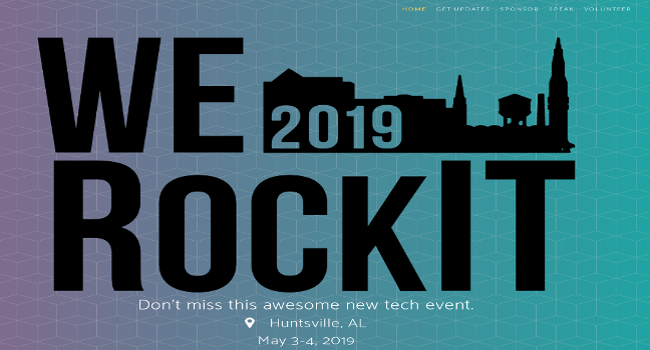 HOME GET UPDATES SPONSOR SPEAK VOLUNTEER
WE
2019
ROCKIT
Don't miss this awesome new tech event.
Huntsville, AL
May 3-4, 2019